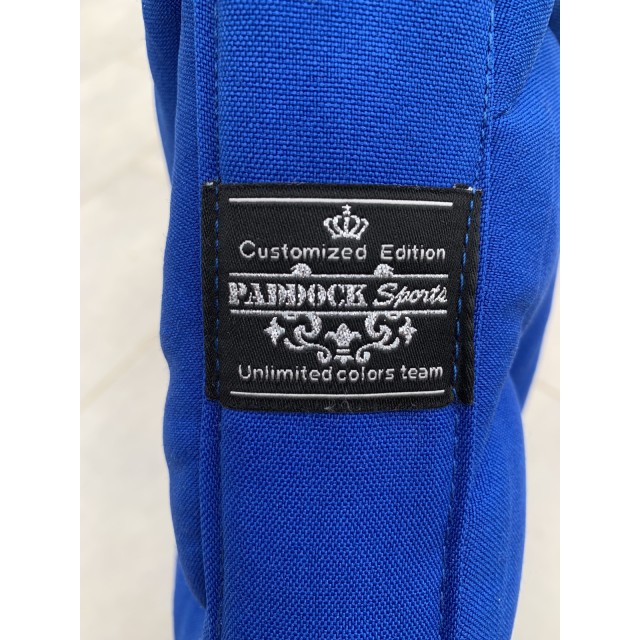 Customized Edition
PADDOCK Sports
Unlimited colors team